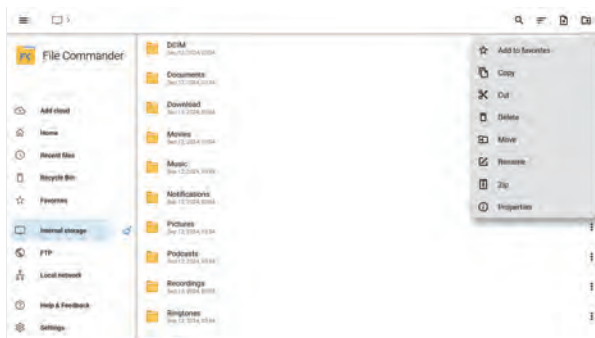 File Commander
Add cloud
Home
Recent files
Recycle Bin
Favorites
Internal storage
FTP
Local network
Help & Feedback
Settings
DCIM
Documents
Download
Movies
Music
Notifications
Pictures
Podcasts
Recordings
Ringtones
Add to favorites
Copy
Cut
Delete
Move
Rename
Zip
Properties